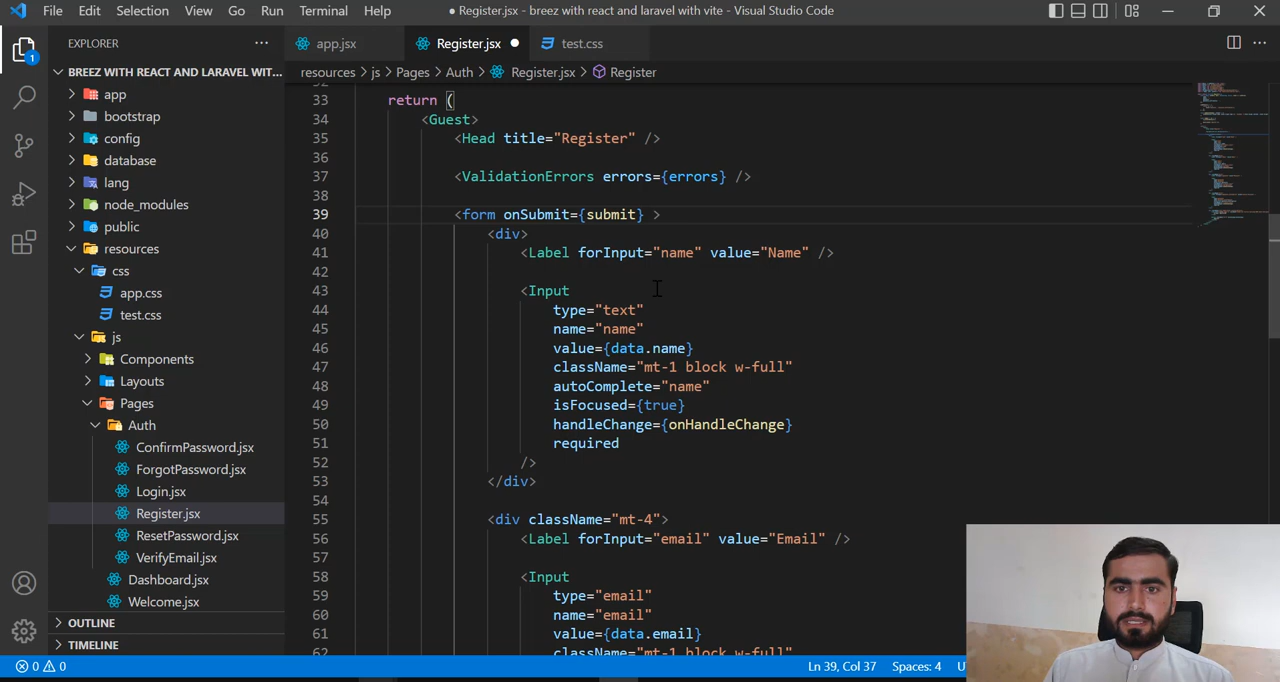 File Edit Selection View Go Run Terminal Help ● Register.jsx - breez with react and laravel with vite - Visual Studio Code
EXPLORER ···
app.jsx Register.jsx ● test.css ···
1
BREEZ WITH REACT AND LARAVEL WIT...
resources > js > Pages > Auth > Register.jsx > Register
app
bootstrap
config
database
lang
node_modules
public
resources
css
app.css
test.css
js
Components
Layouts
Pages
Auth
ConfirmPassword.jsx
ForgotPassword.jsx
Login.jsx
Register.jsx
ResetPassword.jsx
VerifyEmail.jsx
Dashboard.jsx
Welcome.jsx
OUTLINE
TIMELINE
33 return (
34 <Guest>
35 <Head title="Register" />
36
37 <ValidationErrors errors={errors} />
38
39 <form onSubmit={submit} >
40 <div>
41 <Label forInput="name" value="Name" />
42
43 <Input
44 type="text"
45 name="name"
46 value={data.name}
47 className="mt-1 block w-full"
48 autoComplete="name"
49 isFocused={true}
50 handleChange={onHandleChange}
51 required
52 />
53 </div>
54
55 <div className="mt-4">
56 <Label forInput="email" value="Email" />
57
58 <Input
59 type="email"
60 name="email"
61 value={data.email}
62 className="mt-1 block w-full"
0 0 Ln 39, Col 37 Spaces: 4